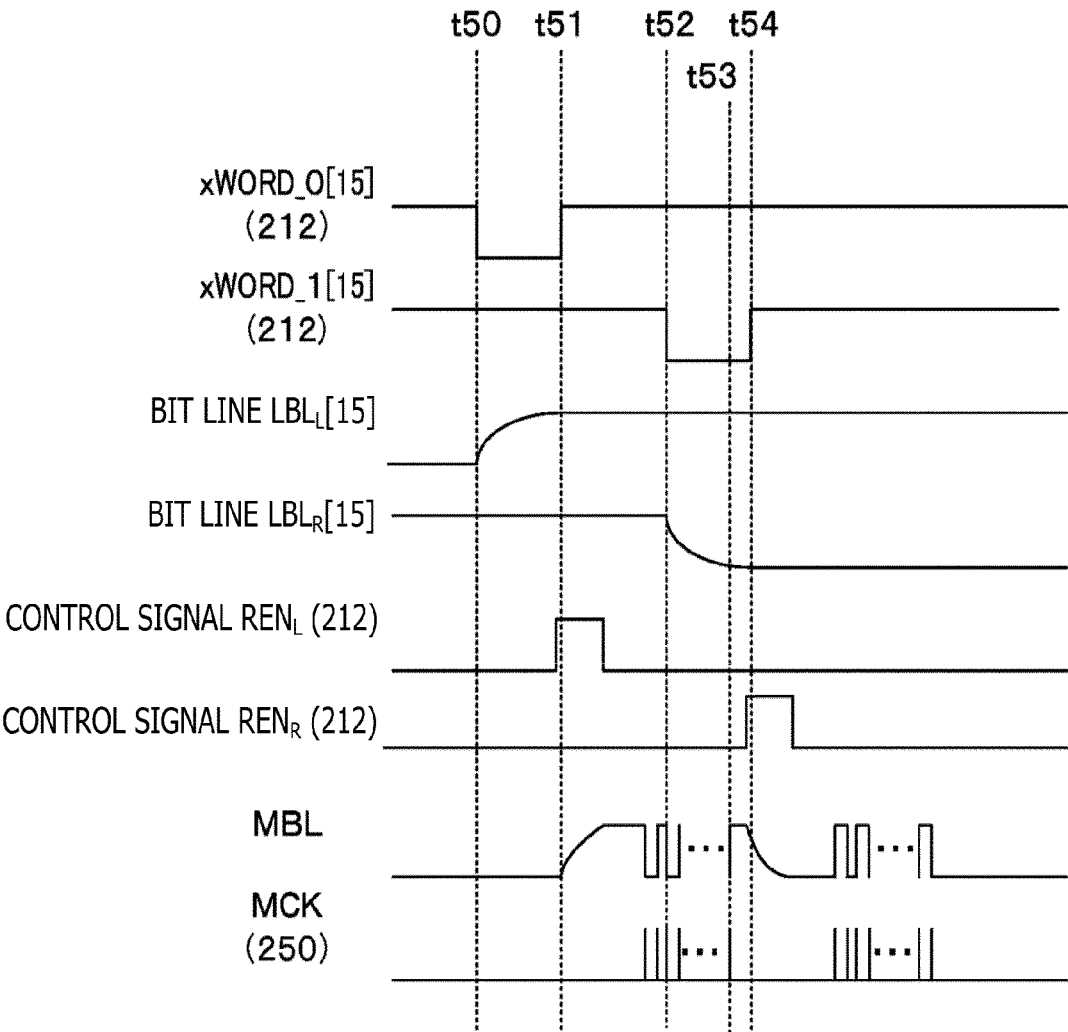 t50 t51 t52 t54
t53
xWORD_0[15]
(212)
xWORD_1[15]
(212)
BIT LINE LBLL[15]
BIT LINE LBLR[15]
CONTROL SIGNAL RENL (212)
CONTROL SIGNAL RENR (212)
MBL
MCK
(250)